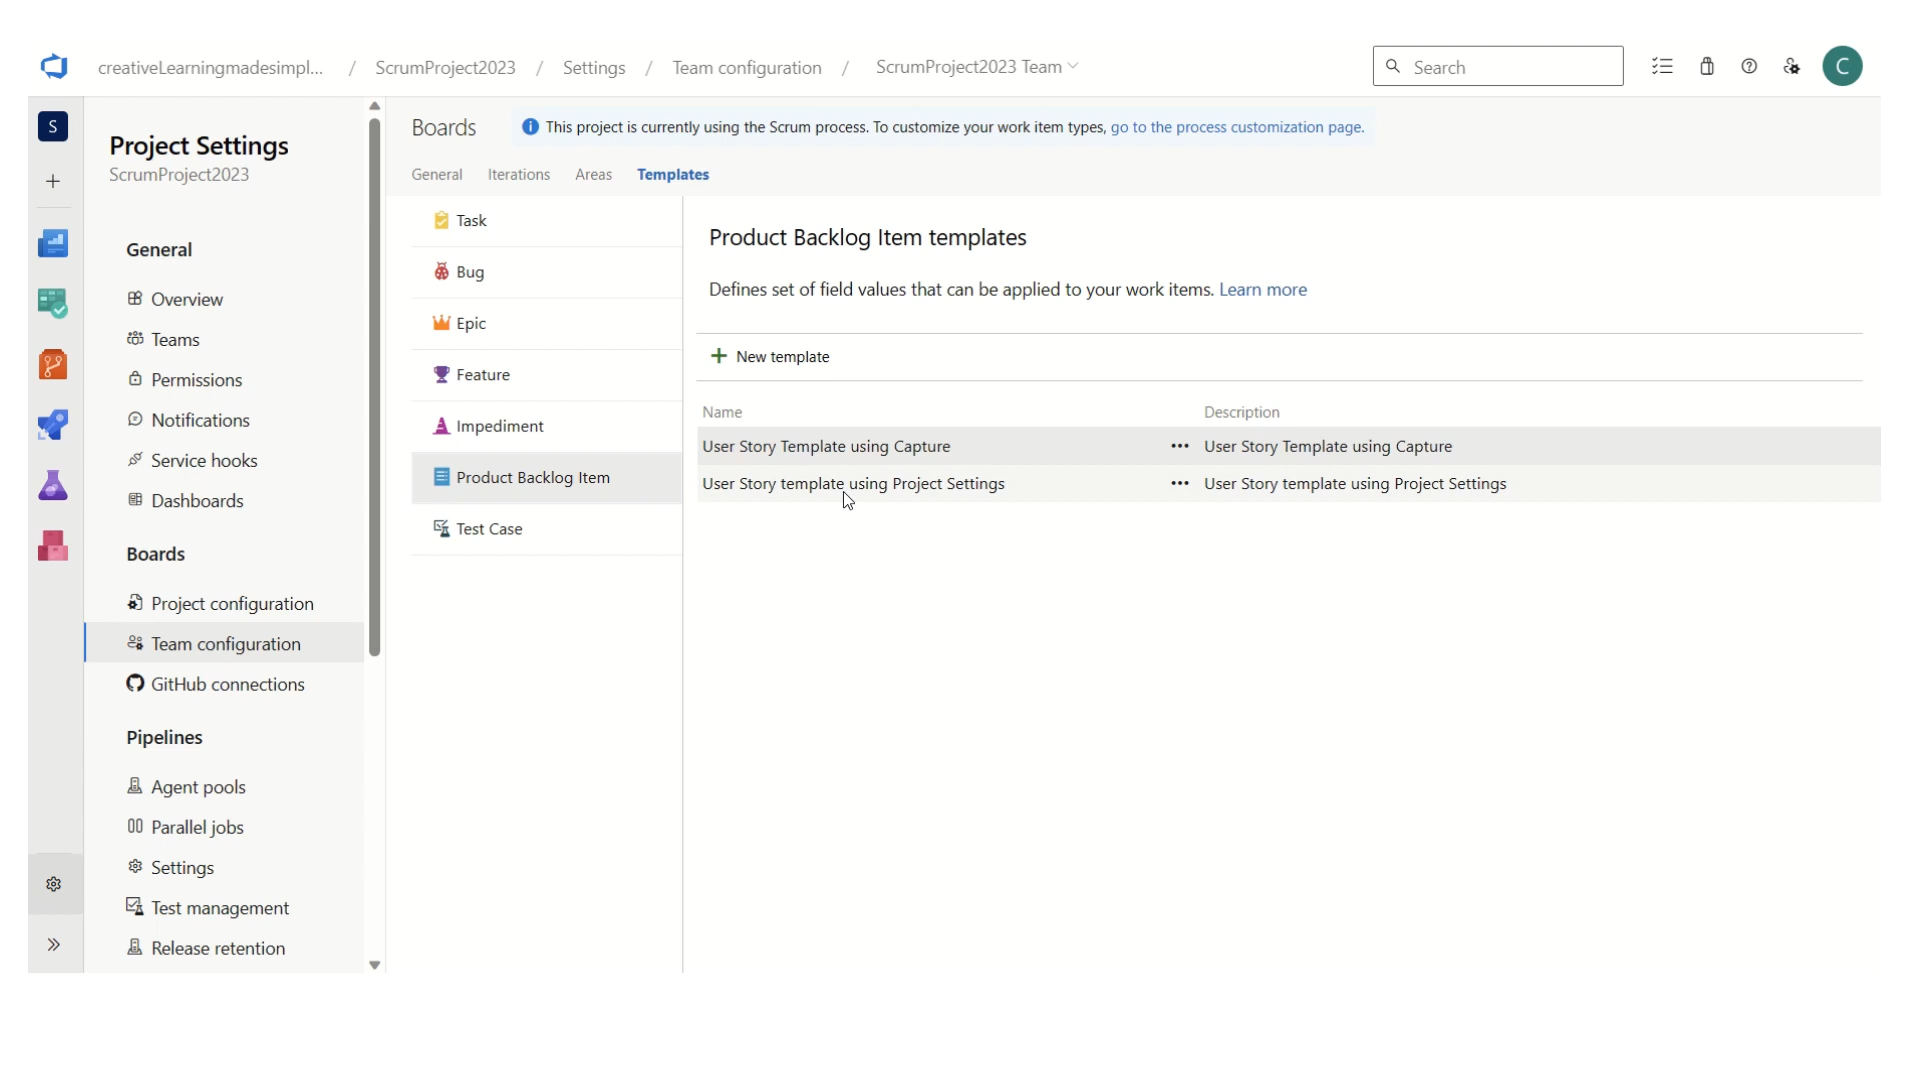 creativeLearningmadesimpl... / ScrumProject2023 / Settings / Team configuration / ScrumProject2023 Team
Search
C
S
Project Settings
ScrumProject2023
General
Overview
Teams
Permissions
Notifications
Service hooks
Dashboards
Boards
Project configuration
Team configuration
GitHub connections
Pipelines
Agent pools
Parallel jobs
Settings
Test management
Release retention
Boards
This project is currently using the Scrum process. To customize your work item types, go to the process customization page.
General Iterations Areas Templates
Task
Bug
Epic
Feature
Impediment
Product Backlog Item
Test Case
Product Backlog Item templates
Defines set of field values that can be applied to your work items. Learn more
+ New template
Name Description
User Story Template using Capture ... User Story Template using Capture
User Story template using Project Settings ... User Story template using Project Settings